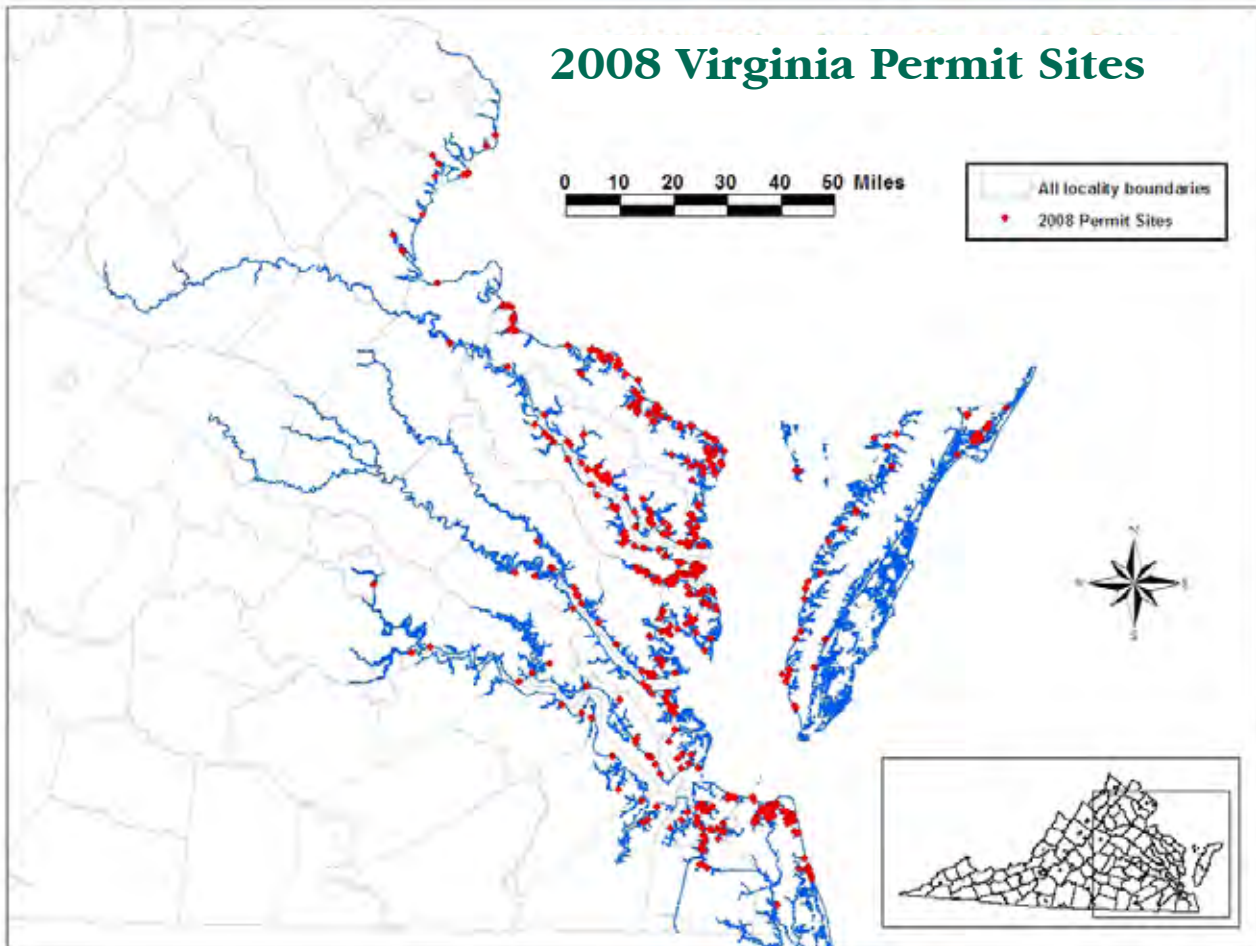 2008 Virginia Permit Sites
0 10 20 30 40 50 Miles
All locality boundaries
2008 Permit Sites
W E
S